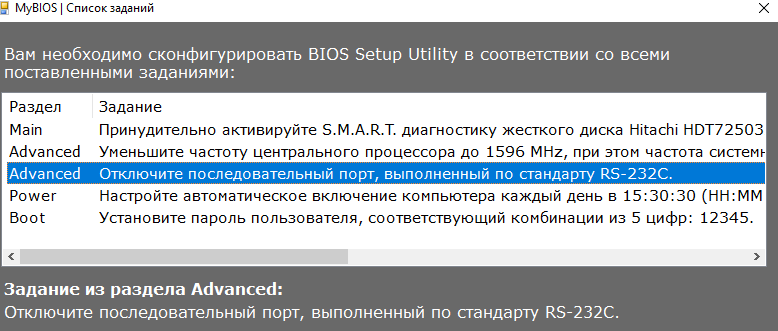 MyBIOS | Список заданий
Вам необходимо сконфигурировать BIOS Setup Utility в соответствии со всеми
поставленными заданиями:
Раздел Задание
Main Принудительно активируйте S.M.A.R.T. диагностику жесткого диска Hitachi HDT72503
Advanced Уменьшите частоту центрального процессора до 1596 MHz, при этом частота системн
Advanced Отключите последовательный порт, выполненный по стандарту RS-232C.
Power Настройте автоматическое включение компьютера каждый день в 15:30:30 (HH:MM
Boot Установите пароль пользователя, соответствующий комбинации из 5 цифр: 12345.
Задание из раздела Advanced:
Отключите последовательный порт, выполненный по стандарту RS-232C.